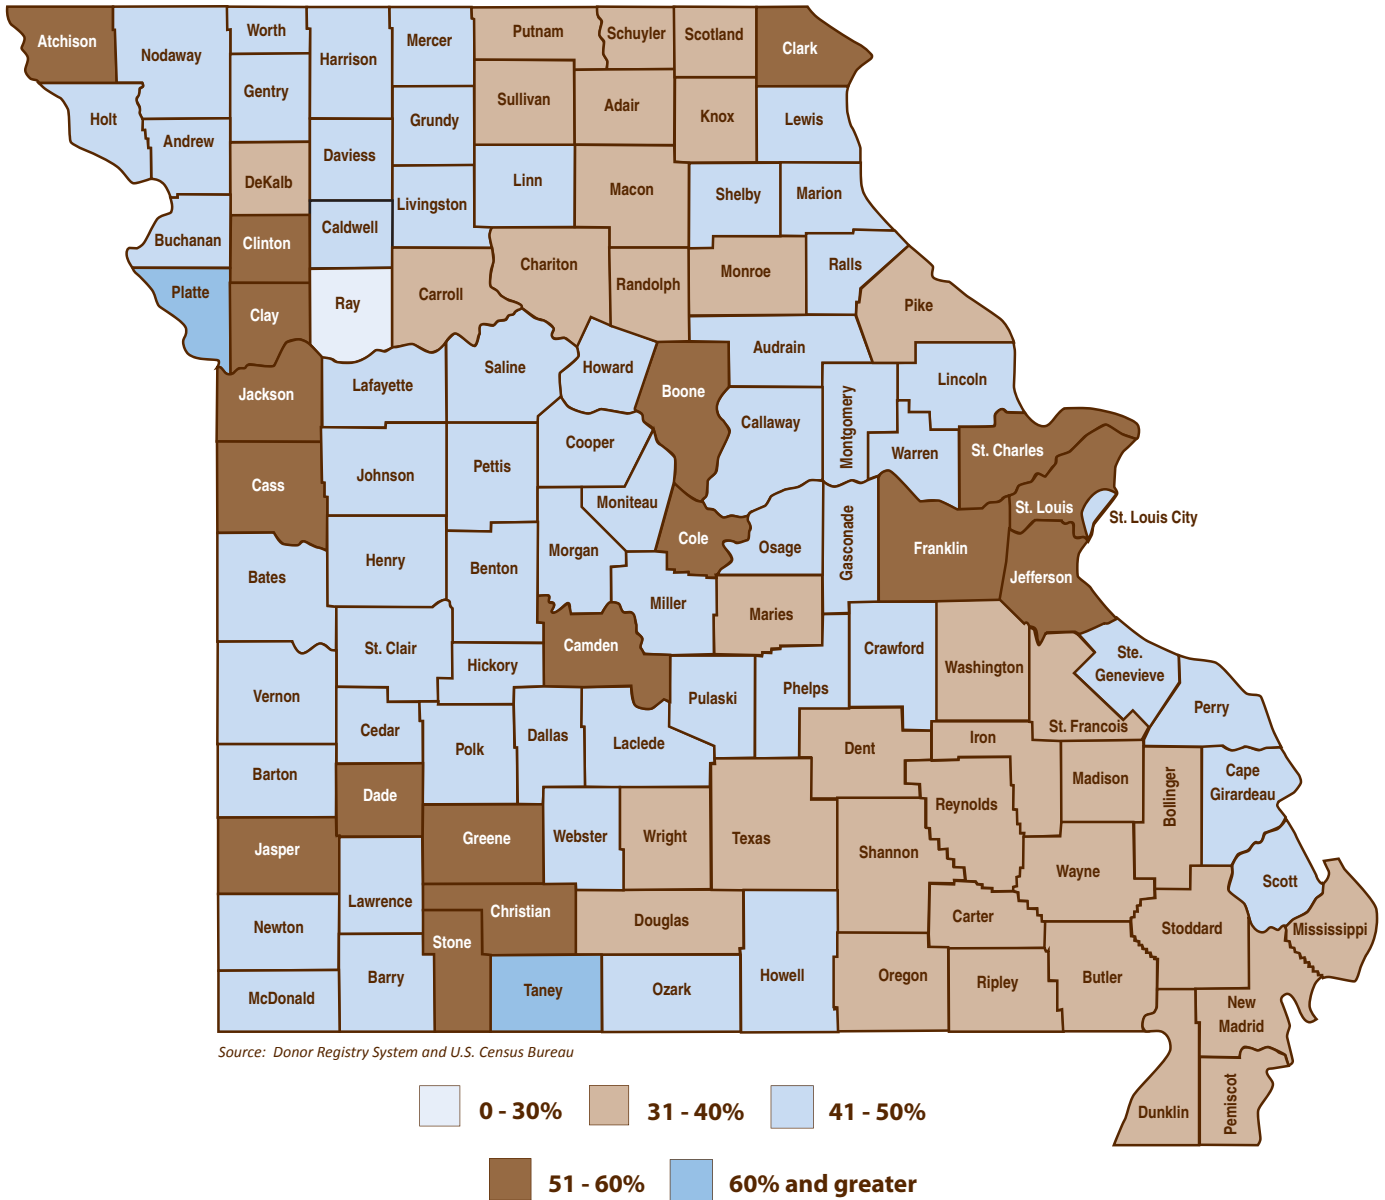 Atchison
Nodaway
Worth
Harrison
Mercer
Putnam
Schuyler
Scotland
Clark
Holt
Andrew
Gentry
DeKalb
Daviess
Grundy
Sullivan
Adair
Knox
Lewis
Buchanan
Clinton
Caldwell
Livingston
Linn
Macon
Shelby
Marion
Platte
Clay
Ray
Carroll
Chariton
Randolph
Monroe
Ralls
Pike
Jackson
Lafayette
Saline
Howard
Boone
Audrain
Callaway
Montgomery
Lincoln
Warren
St. Charles
St. Louis
St. Louis City
Cass
Johnson
Pettis
Cooper
Moniteau
Cole
Osage
Gasconade
Franklin
Jefferson
Bates
Henry
Benton
Morgan
Miller
Maries
Crawford
Washington
Ste.
Genevieve
St. Francois
Perry
Vernon
St. Clair
Hickory
Camden
Pulaski
Phelps
Dent
Iron
Madison
Bollinger
Cape
Girardeau
Barton
Cedar
Polk
Dallas
Laclede
Texas
Shannon
Reynolds
Wayne
Scott
Jasper
Dade
Greene
Webster
Wright
Newton
Lawrence
Christian
Stone
Douglas
Howell
Oregon
Carter
Ripley
Butler
Stoddard
Mississippi
McDonald
Barry
Taney
Ozark
New
Madrid
Dunklin
Pemiscot
Source: Donor Registry System and U.S. Census Bureau
0 - 30%
31 - 40%
41 - 50%
51 - 60%
60% and greater